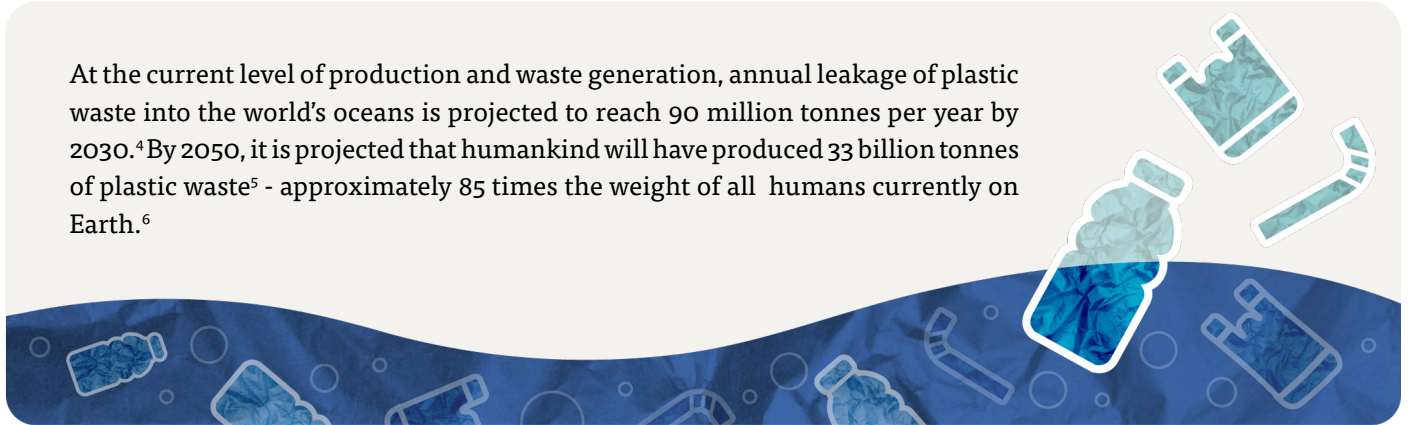 At the current level of production and waste generation, annual leakage of plastic
waste into the world’s oceans is projected to reach 90 million tonnes per year by
2030.⁴ By 2050, it is projected that humankind will have produced 33 billion tonnes
of plastic waste⁵ - approximately 85 times the weight of all humans currently on
Earth.⁶